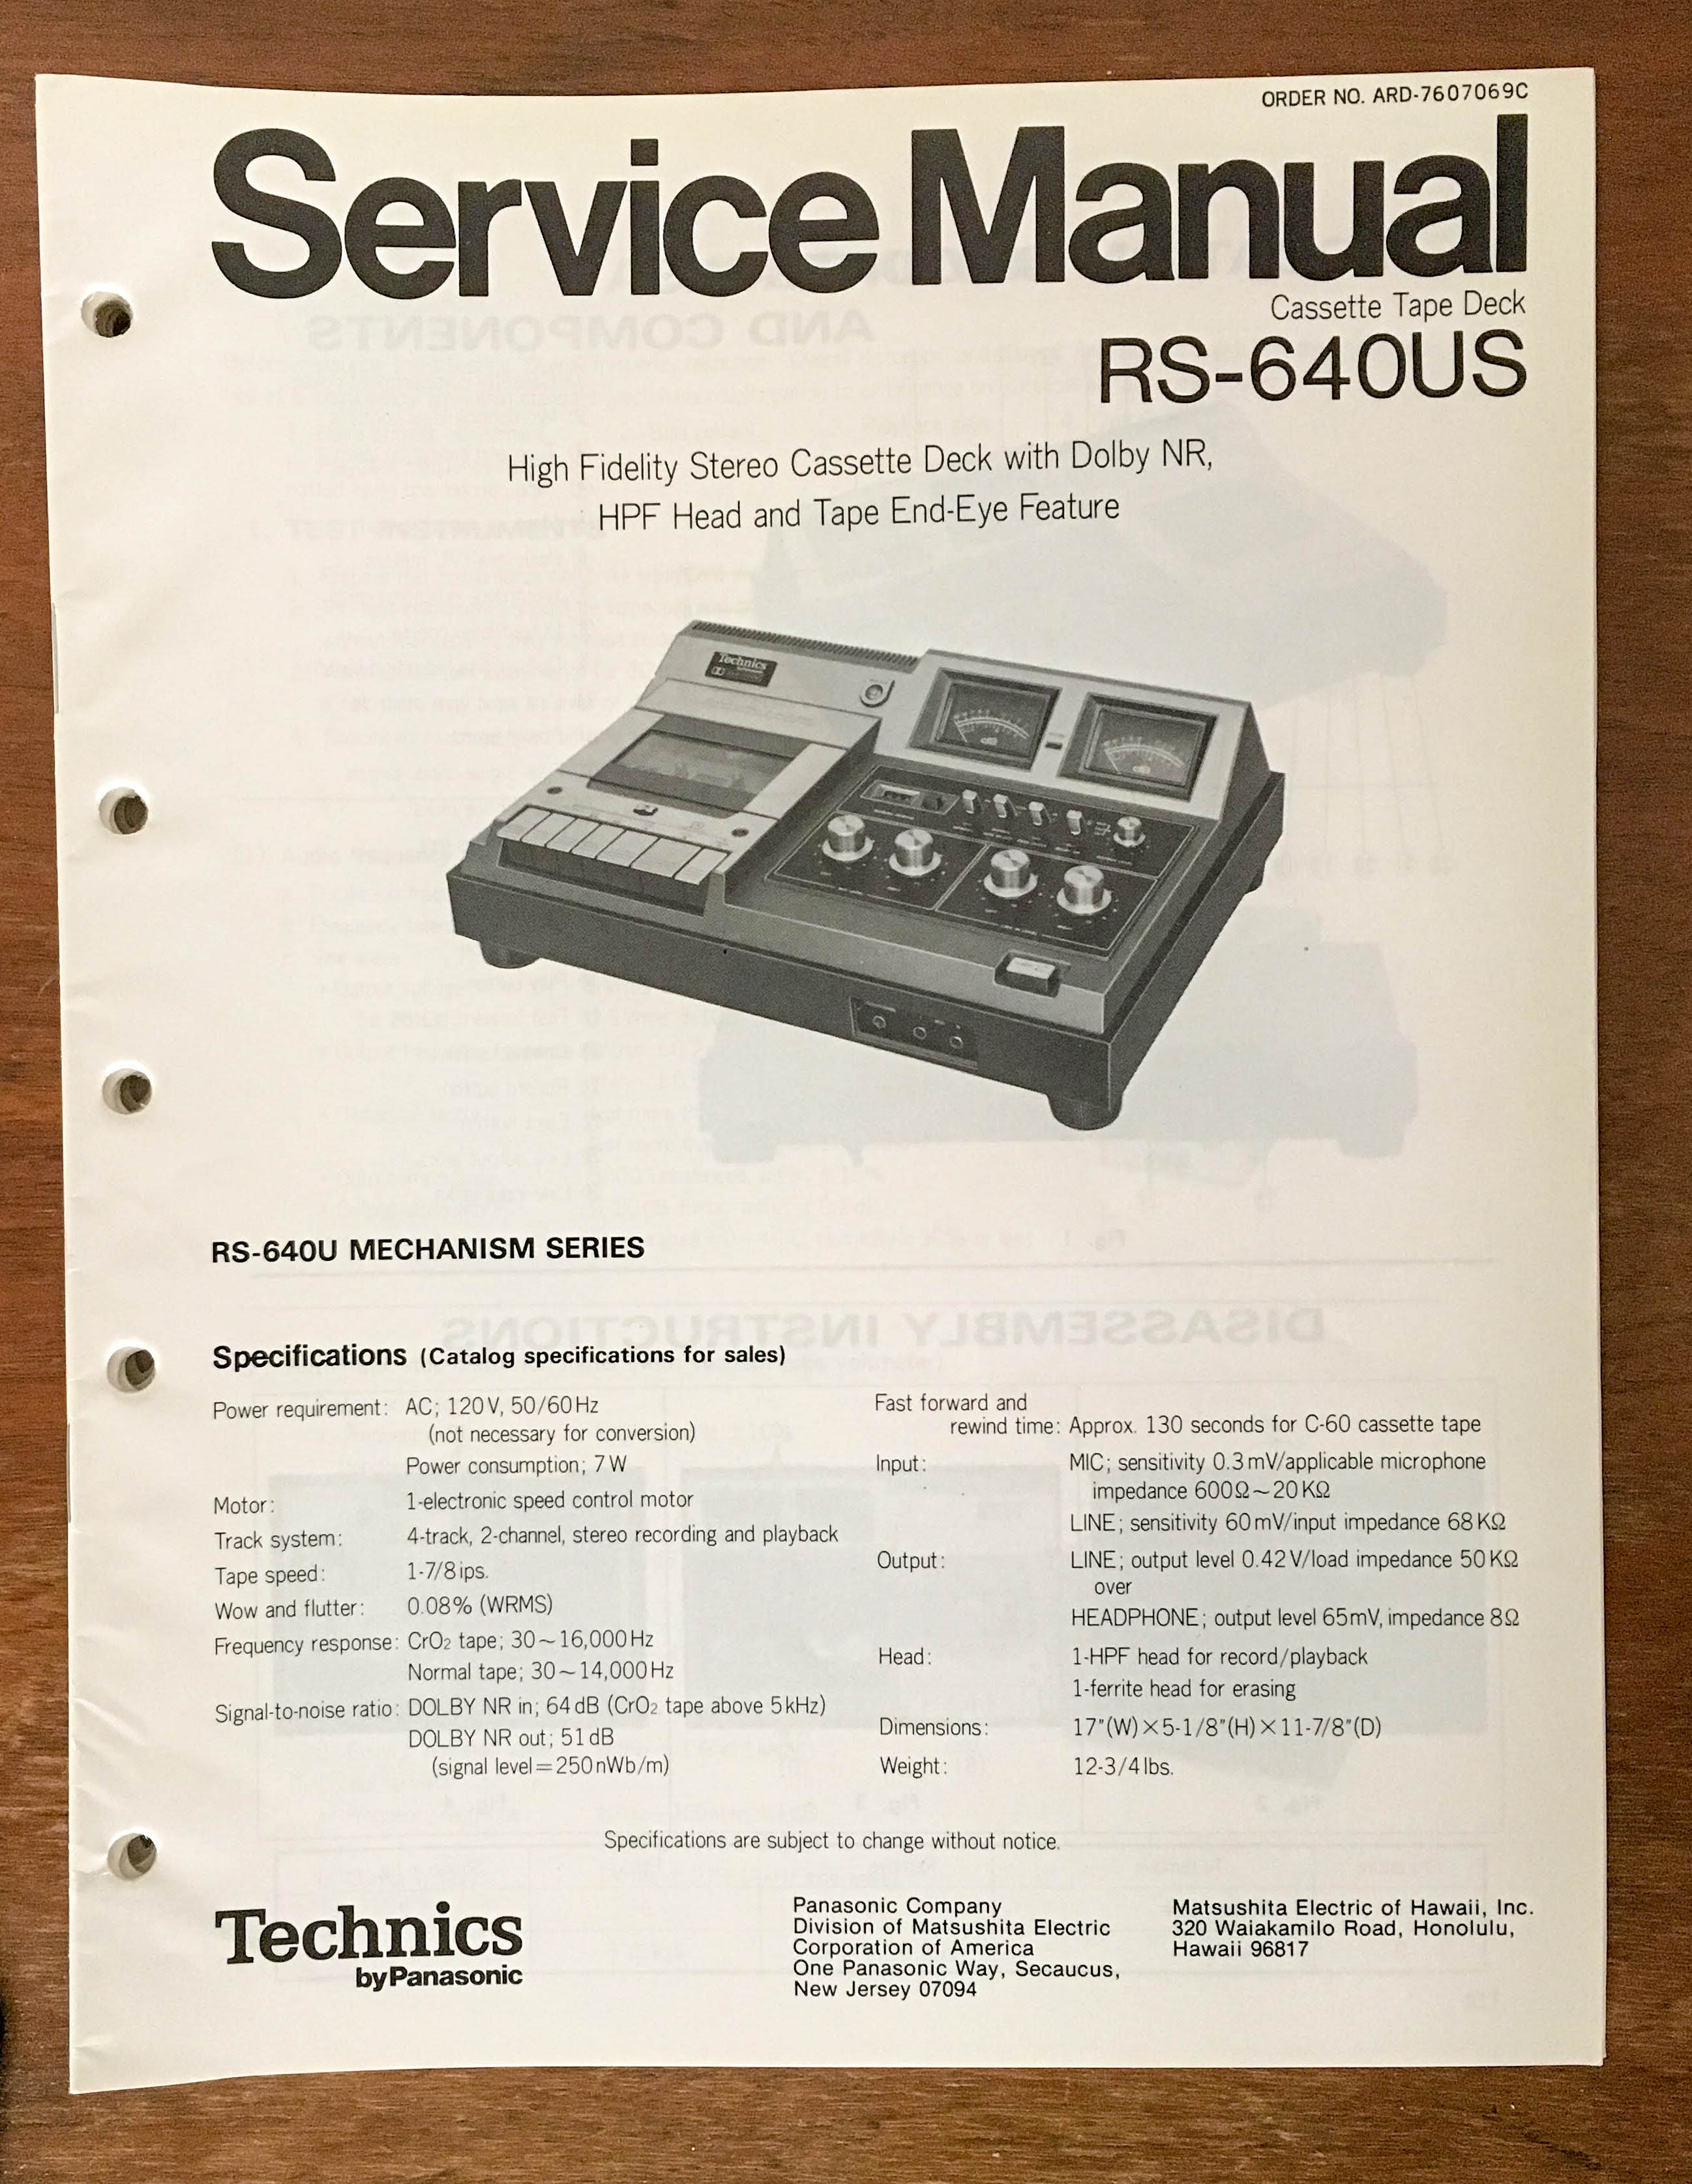 ORDER NO. ARD-7607069C
Service Manual
Cassette Tape Deck
RS-640US
High Fidelity Stereo Cassette Deck with Dolby NR,
HPF Head and Tape End-Eye Feature
Technics
RS-640U MECHANISM SERIES
Specifications (Catalog specifications for sales)
Power requirement: AC; 120V, 50/60Hz
(not necessary for conversion)
Power consumption; 7W
Motor: 1-electronic speed control motor
Track system: 4-track, 2-channel, stereo recording and playback
Tape speed: 1-7/8ips.
Wow and flutter: 0.08% (WRMS)
Frequency response: CrO₂ tape; 30~16,000Hz
Normal tape; 30~14,000Hz
Signal-to-noise ratio: DOLBY NR in; 64dB (CrO₂ tape above 5kHz)
DOLBY NR out; 51dB
(signal level=250nWb/m)
Fast forward and
rewind time: Approx. 130 seconds for C-60 cassette tape
Input: MIC; sensitivity 0.3mV/applicable microphone
impedance 600Ω~20KΩ
LINE; sensitivity 60mV/input impedance 68KΩ
Output: LINE; output level 0.42V/load impedance 50KΩ
over
HEADPHONE; output level 65mV, impedance 8Ω
Head: 1-HPF head for record/playback
1-ferrite head for erasing
Dimensions: 17"(W)×5-1/8"(H)×11-7/8"(D)
Weight: 12-3/4lbs.
Specifications are subject to change without notice.
Technics
by Panasonic
Panasonic Company
Division of Matsushita Electric
Corporation of America
One Panasonic Way, Secaucus,
New Jersey 07094
Matsushita Electric of Hawaii, Inc.
320 Waiakamilo Road, Honolulu,
Hawaii 96817